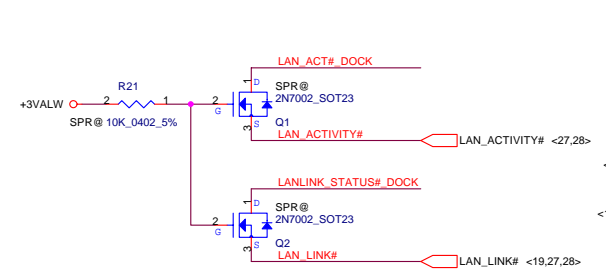 LAN_ACT#_DOCK
R21
D
SPR@
+3VALW
2
1
2
1
2N7002_SOT23
G
SPR@ 10K_0402_5%
S
Q1
3
LAN_ACTIVITY#
LAN_ACTIVITY# <27,28>
LANLINK_STATUS#_DOCK
1
D
SPR@
2
2N7002_SOT23
G
S
Q2
3
LAN_LINK#
LAN_LINK# <19,27,28>